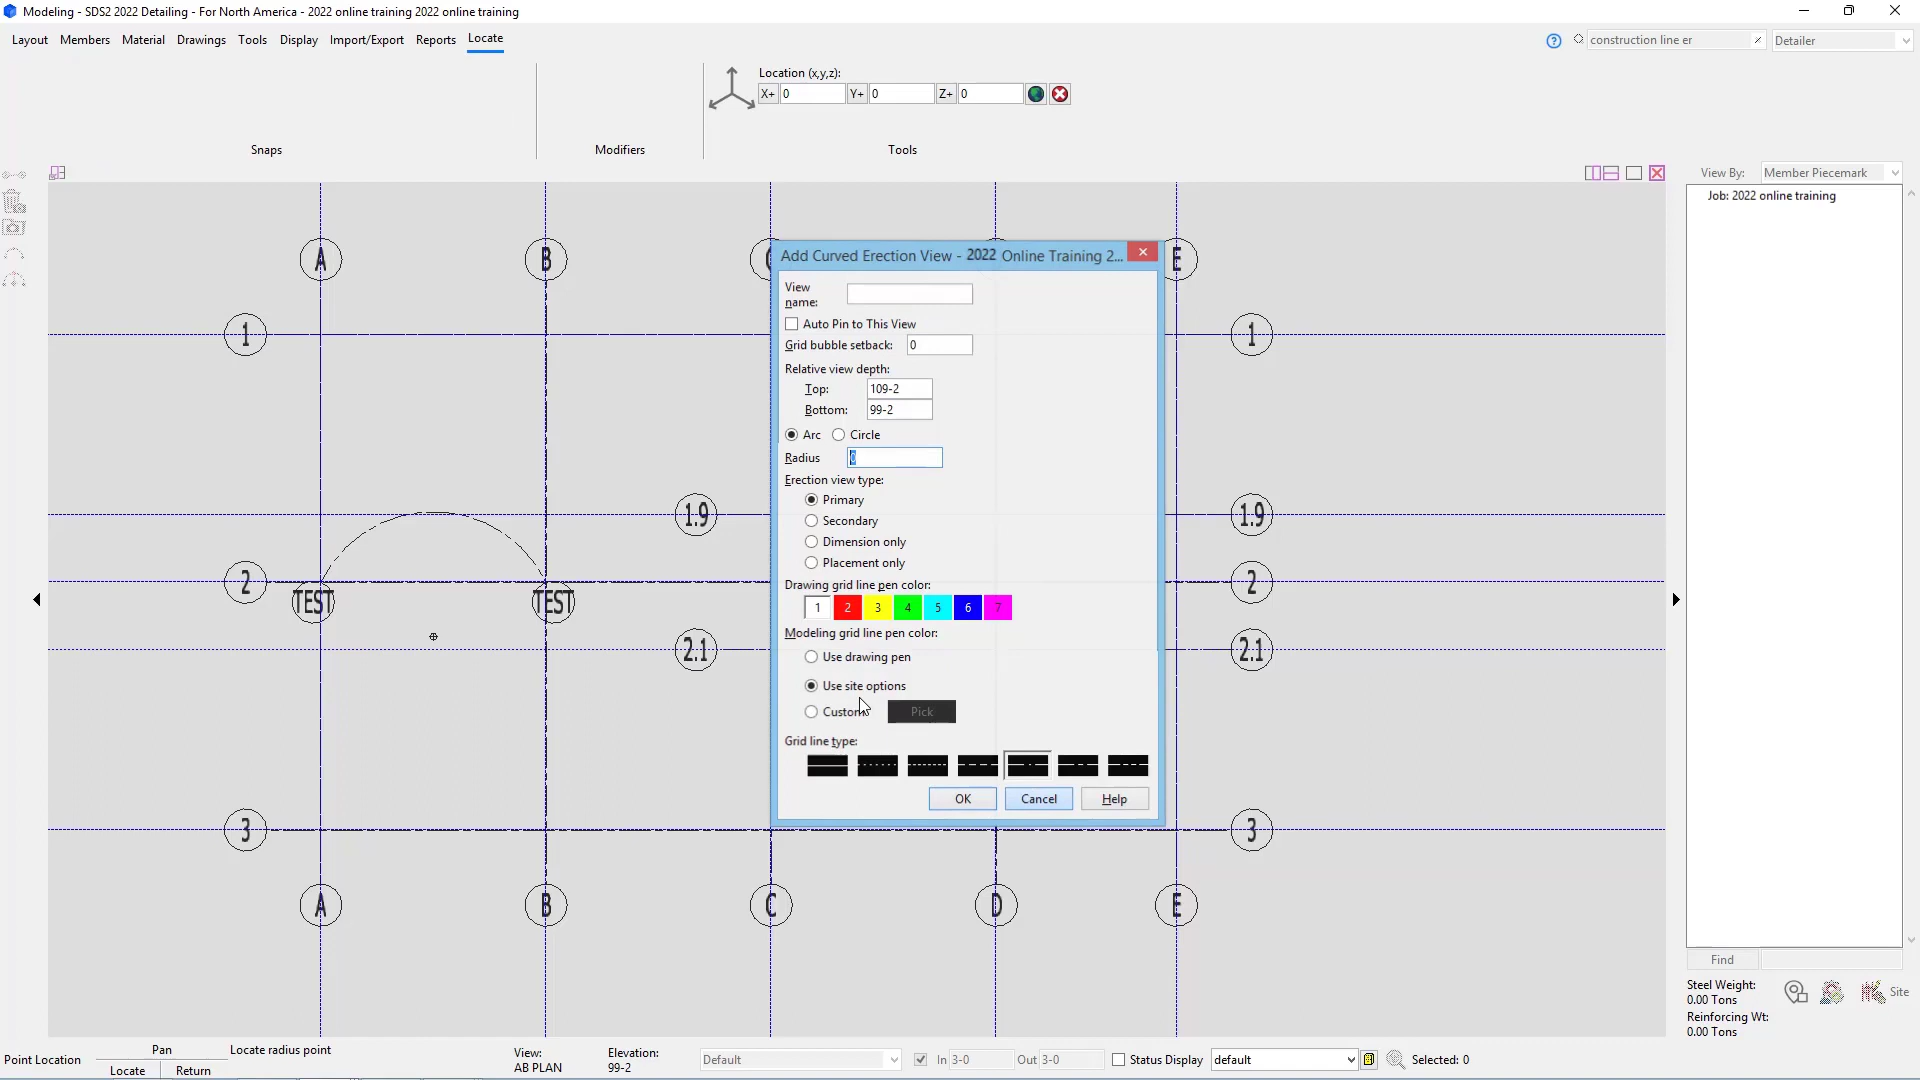 Modeling - SDS2 2022 Detailing - For North America - 2022 online training 2022 online training
Layout Members Material Drawings Tools Display Import/Export Reports Locate
construction line er
Detailer
Location (x,y,z):
X+ 0 Y+ 0 Z+ 0
Snaps
Modifiers
Tools
View By: Member Piecemark
Job: 2022 online training
A
B
E
1
1
1.9
1.9
2
2
TEST
TEST
2.1
2.1
3
3
A
B
C
D
E
Add Curved Erection View - 2022 Online Training 2...
View
name:
Auto Pin to This View
Grid bubble setback: 0
Relative view depth:
Top: 109-2
Bottom: 99-2
Arc Circle
Radius 0
Erection view type:
Primary
Secondary
Dimension only
Placement only
Drawing grid line pen color:
1 2 3 4 5 6 7
Modeling grid line pen color:
Use drawing pen
Use site options
Custom Pick
Grid line type:
OK Cancel Help
Find
Steel Weight:
0.00 Tons
Reinforcing Wt:
0.00 Tons
Site
Point Location
Pan
Locate Return
Locate radius point
View:
AB PLAN
Elevation:
99-2
Default
In 3-0 Out 3-0
Status Display
default
Selected: 0